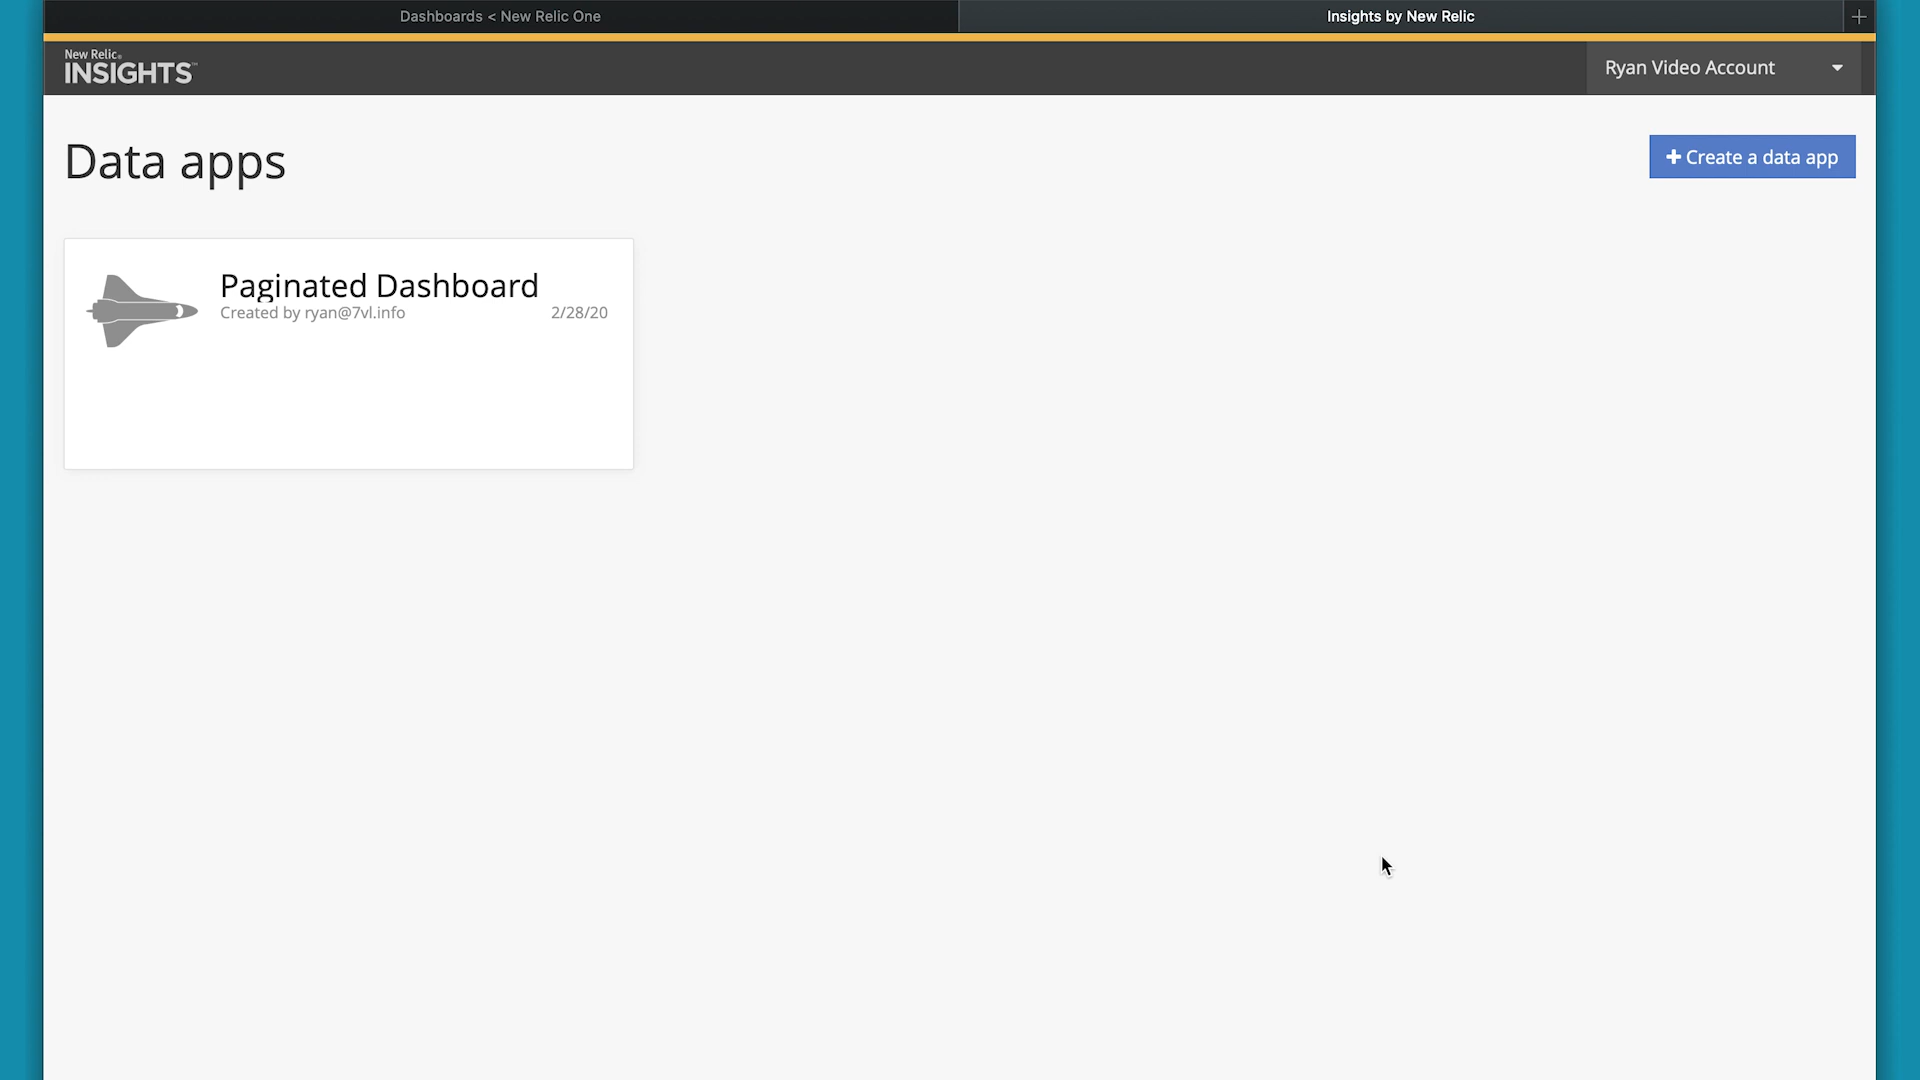 Dashboards < New Relic One
Insights by New Relic
New Relic.
INSIGHTS™
Ryan Video Account
Data apps
+ Create a data app
Paginated Dashboard
Created by ryan@7vl.info
2/28/20